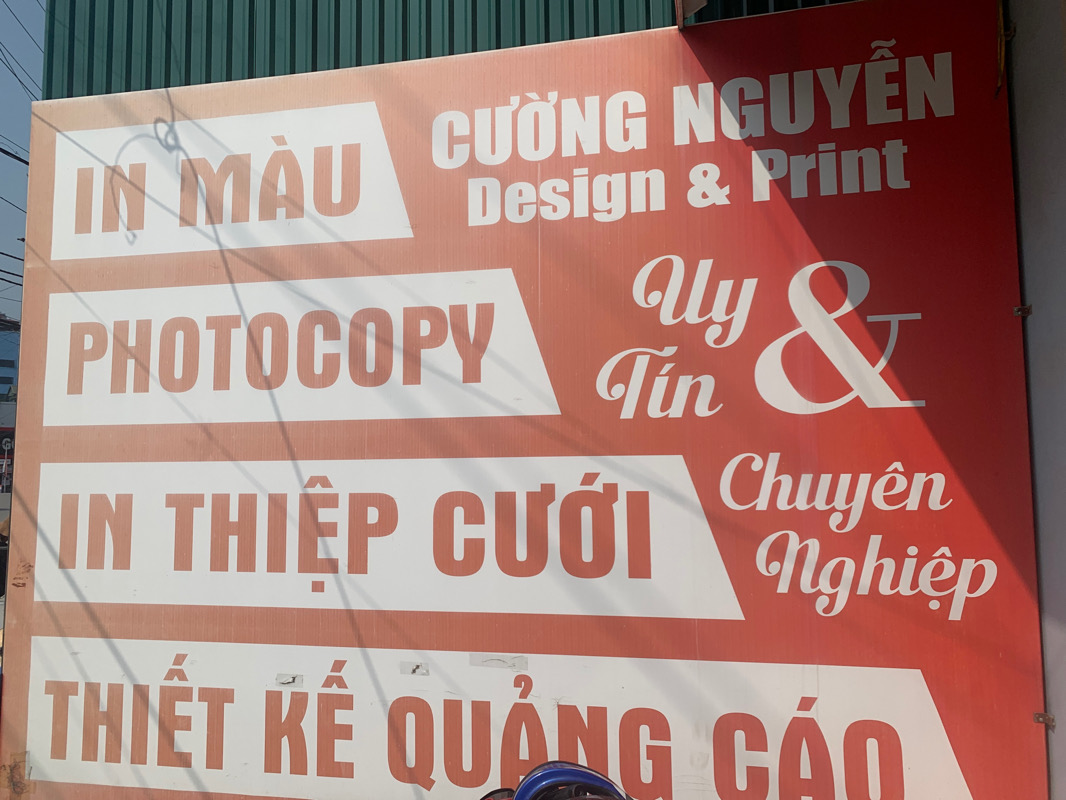 IN MÀU
PHOTOCOPY
IN THIỆP CƯỚI
THIẾT KẾ QUẢNG CÁO
CƯỜNG NGUYỄN
Design & Print
Uy
Tín
&
Chuyên
Nghiệp